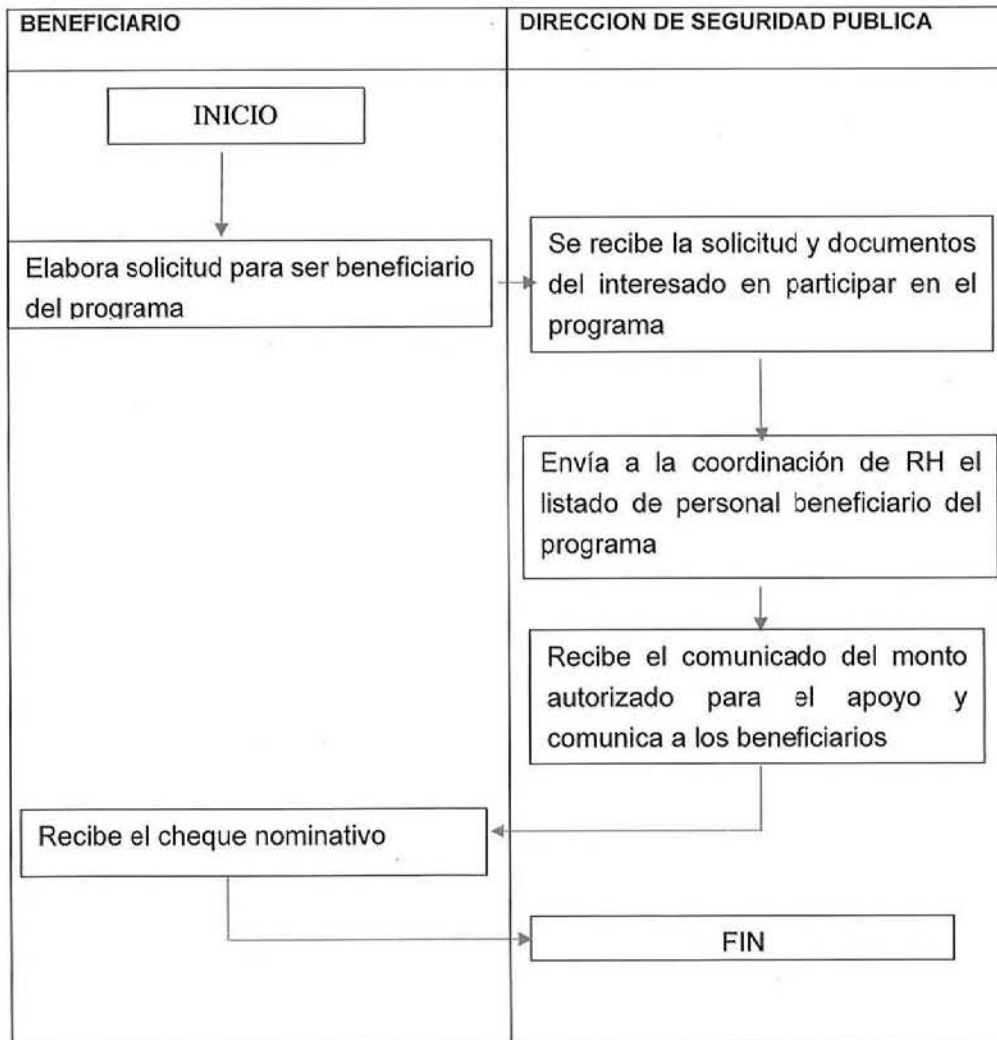 BENEFICIARIO
DIRECCION DE SEGURIDAD PUBLICA
INICIO
Elabora solicitud para ser beneficiario
del programa
Se recibe la solicitud y documentos
del interesado en participar en el
programa
Envía a la coordinación de RH el
listado de personal beneficiario del
programa
Recibe el comunicado del monto
autorizado para el apoyo y
comunica a los beneficiarios
Recibe el cheque nominativo
FIN